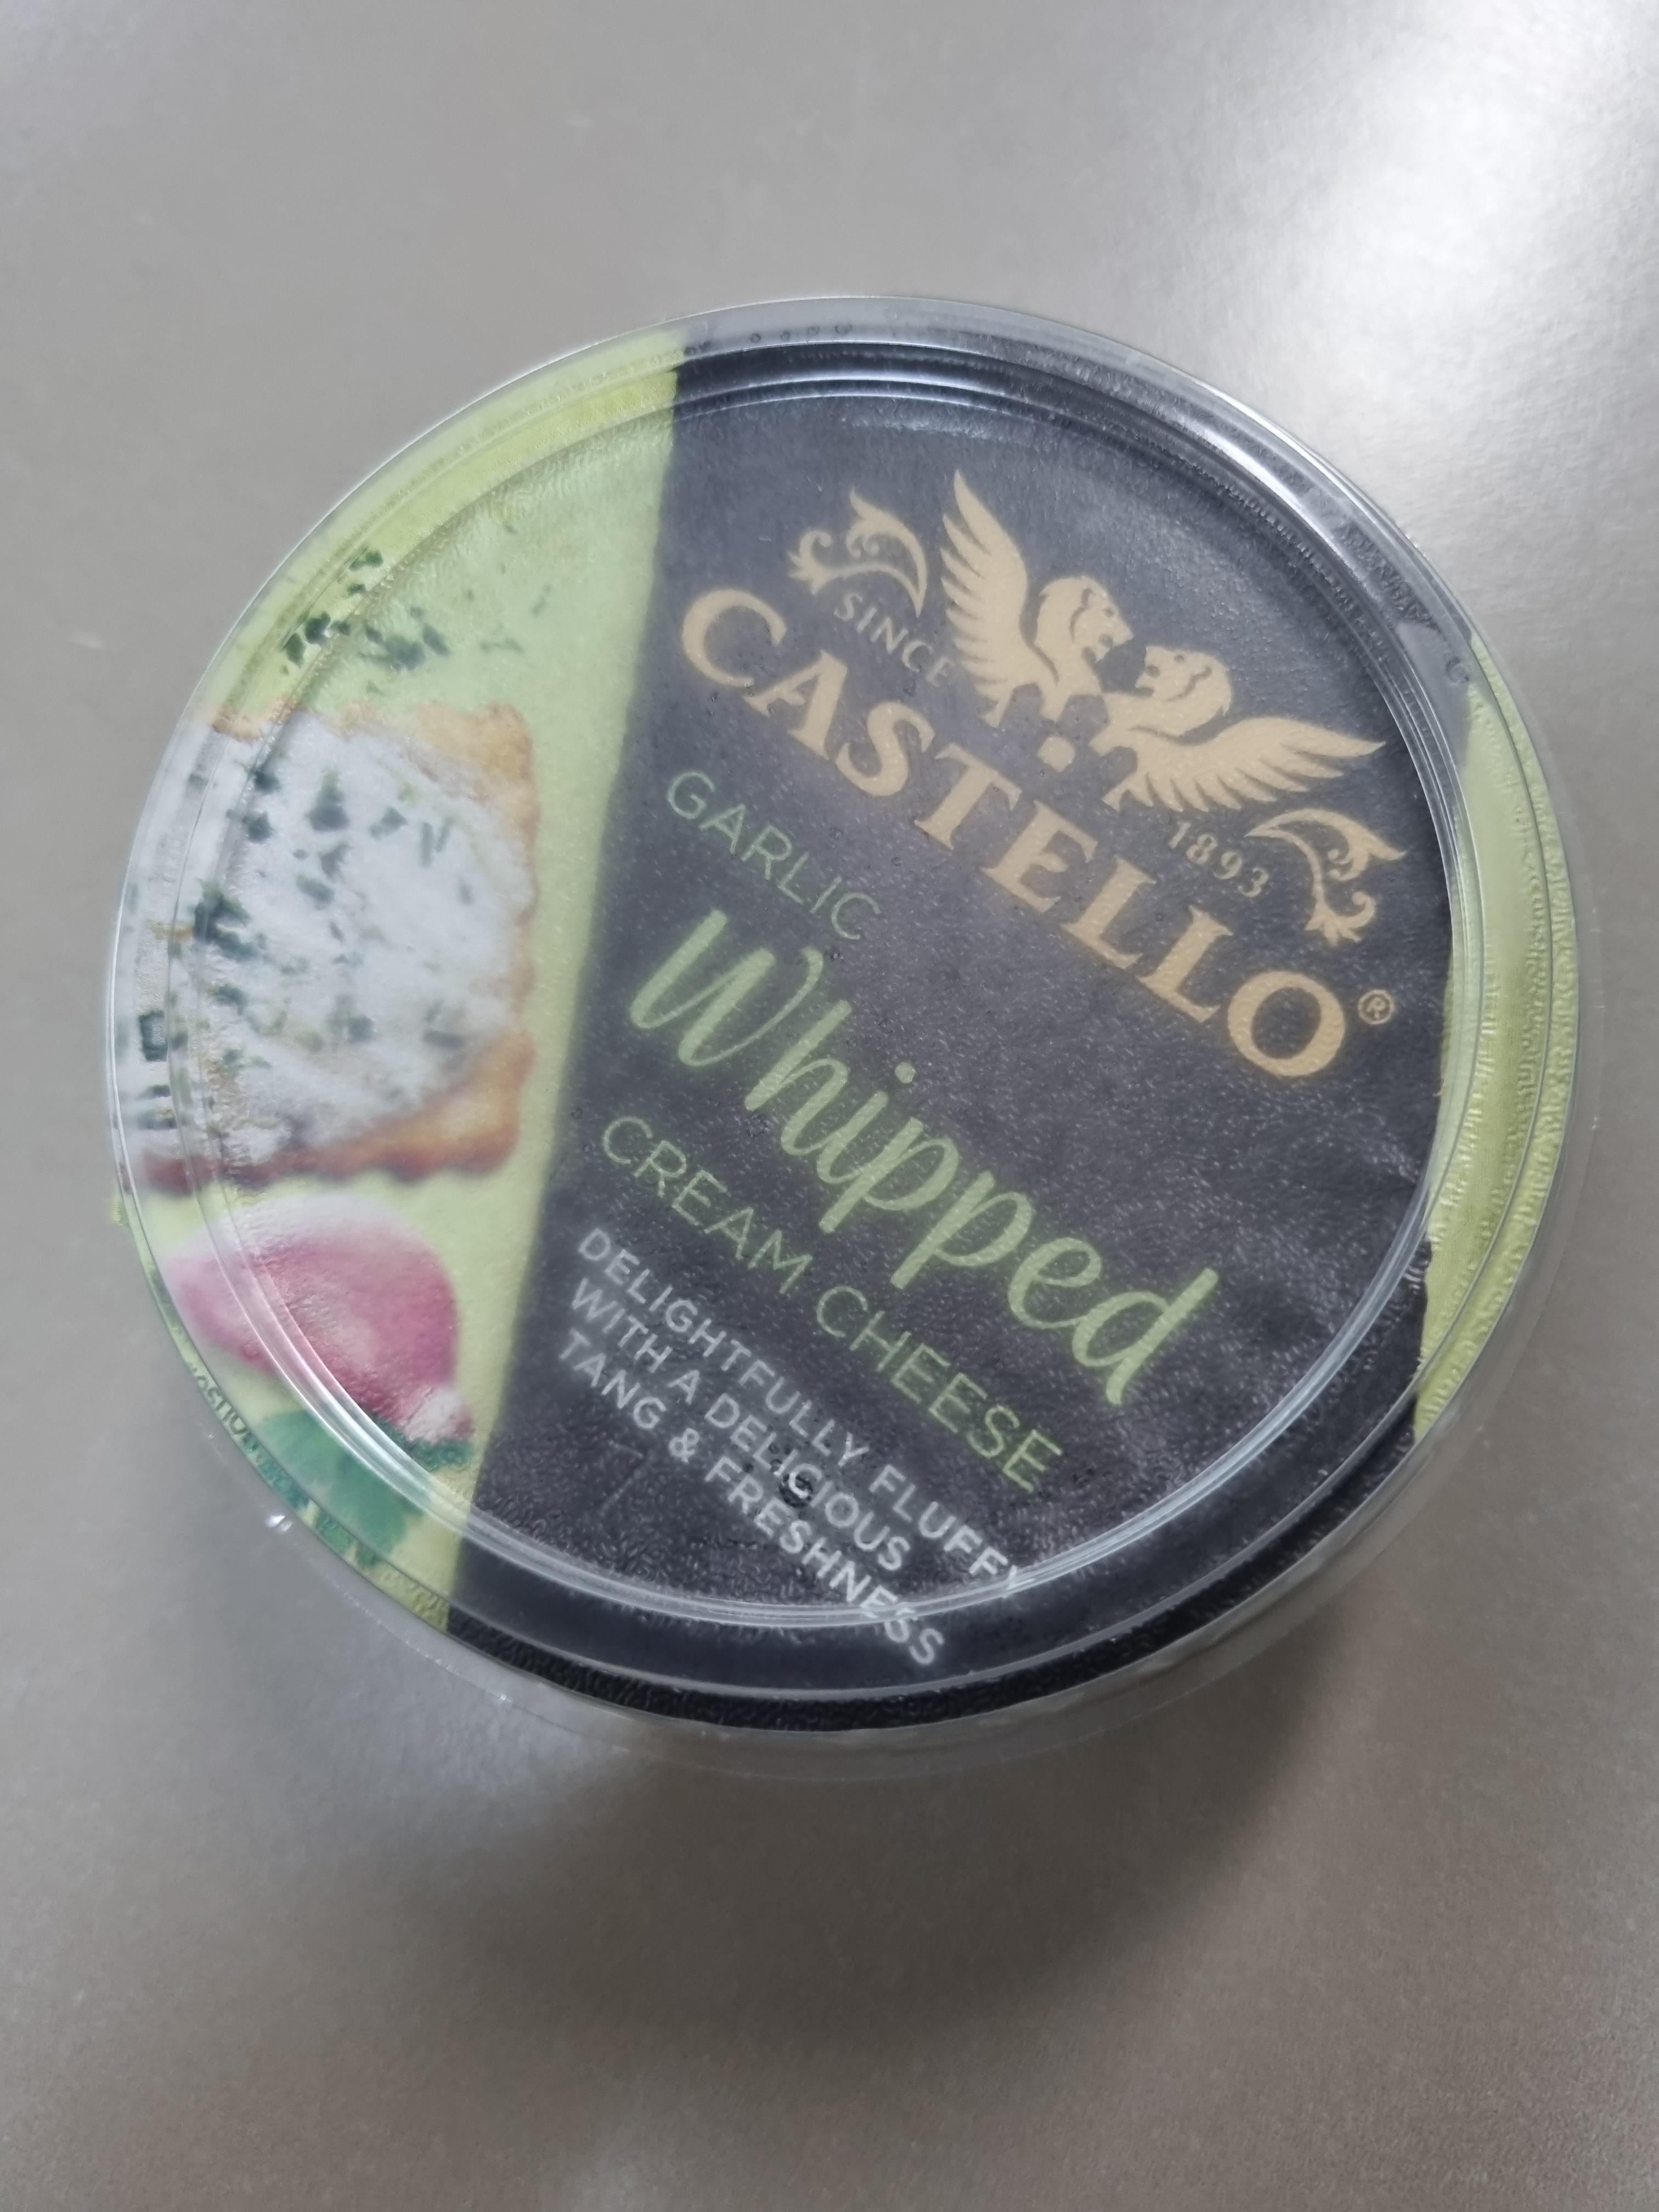 SINCE 1893
CASTELLO®
GARLIC
Whipped
CREAM CHEESE
DELIGHTFULLY FLUFFY
WITH A DELICIOUS
TANG & FRESHNESS